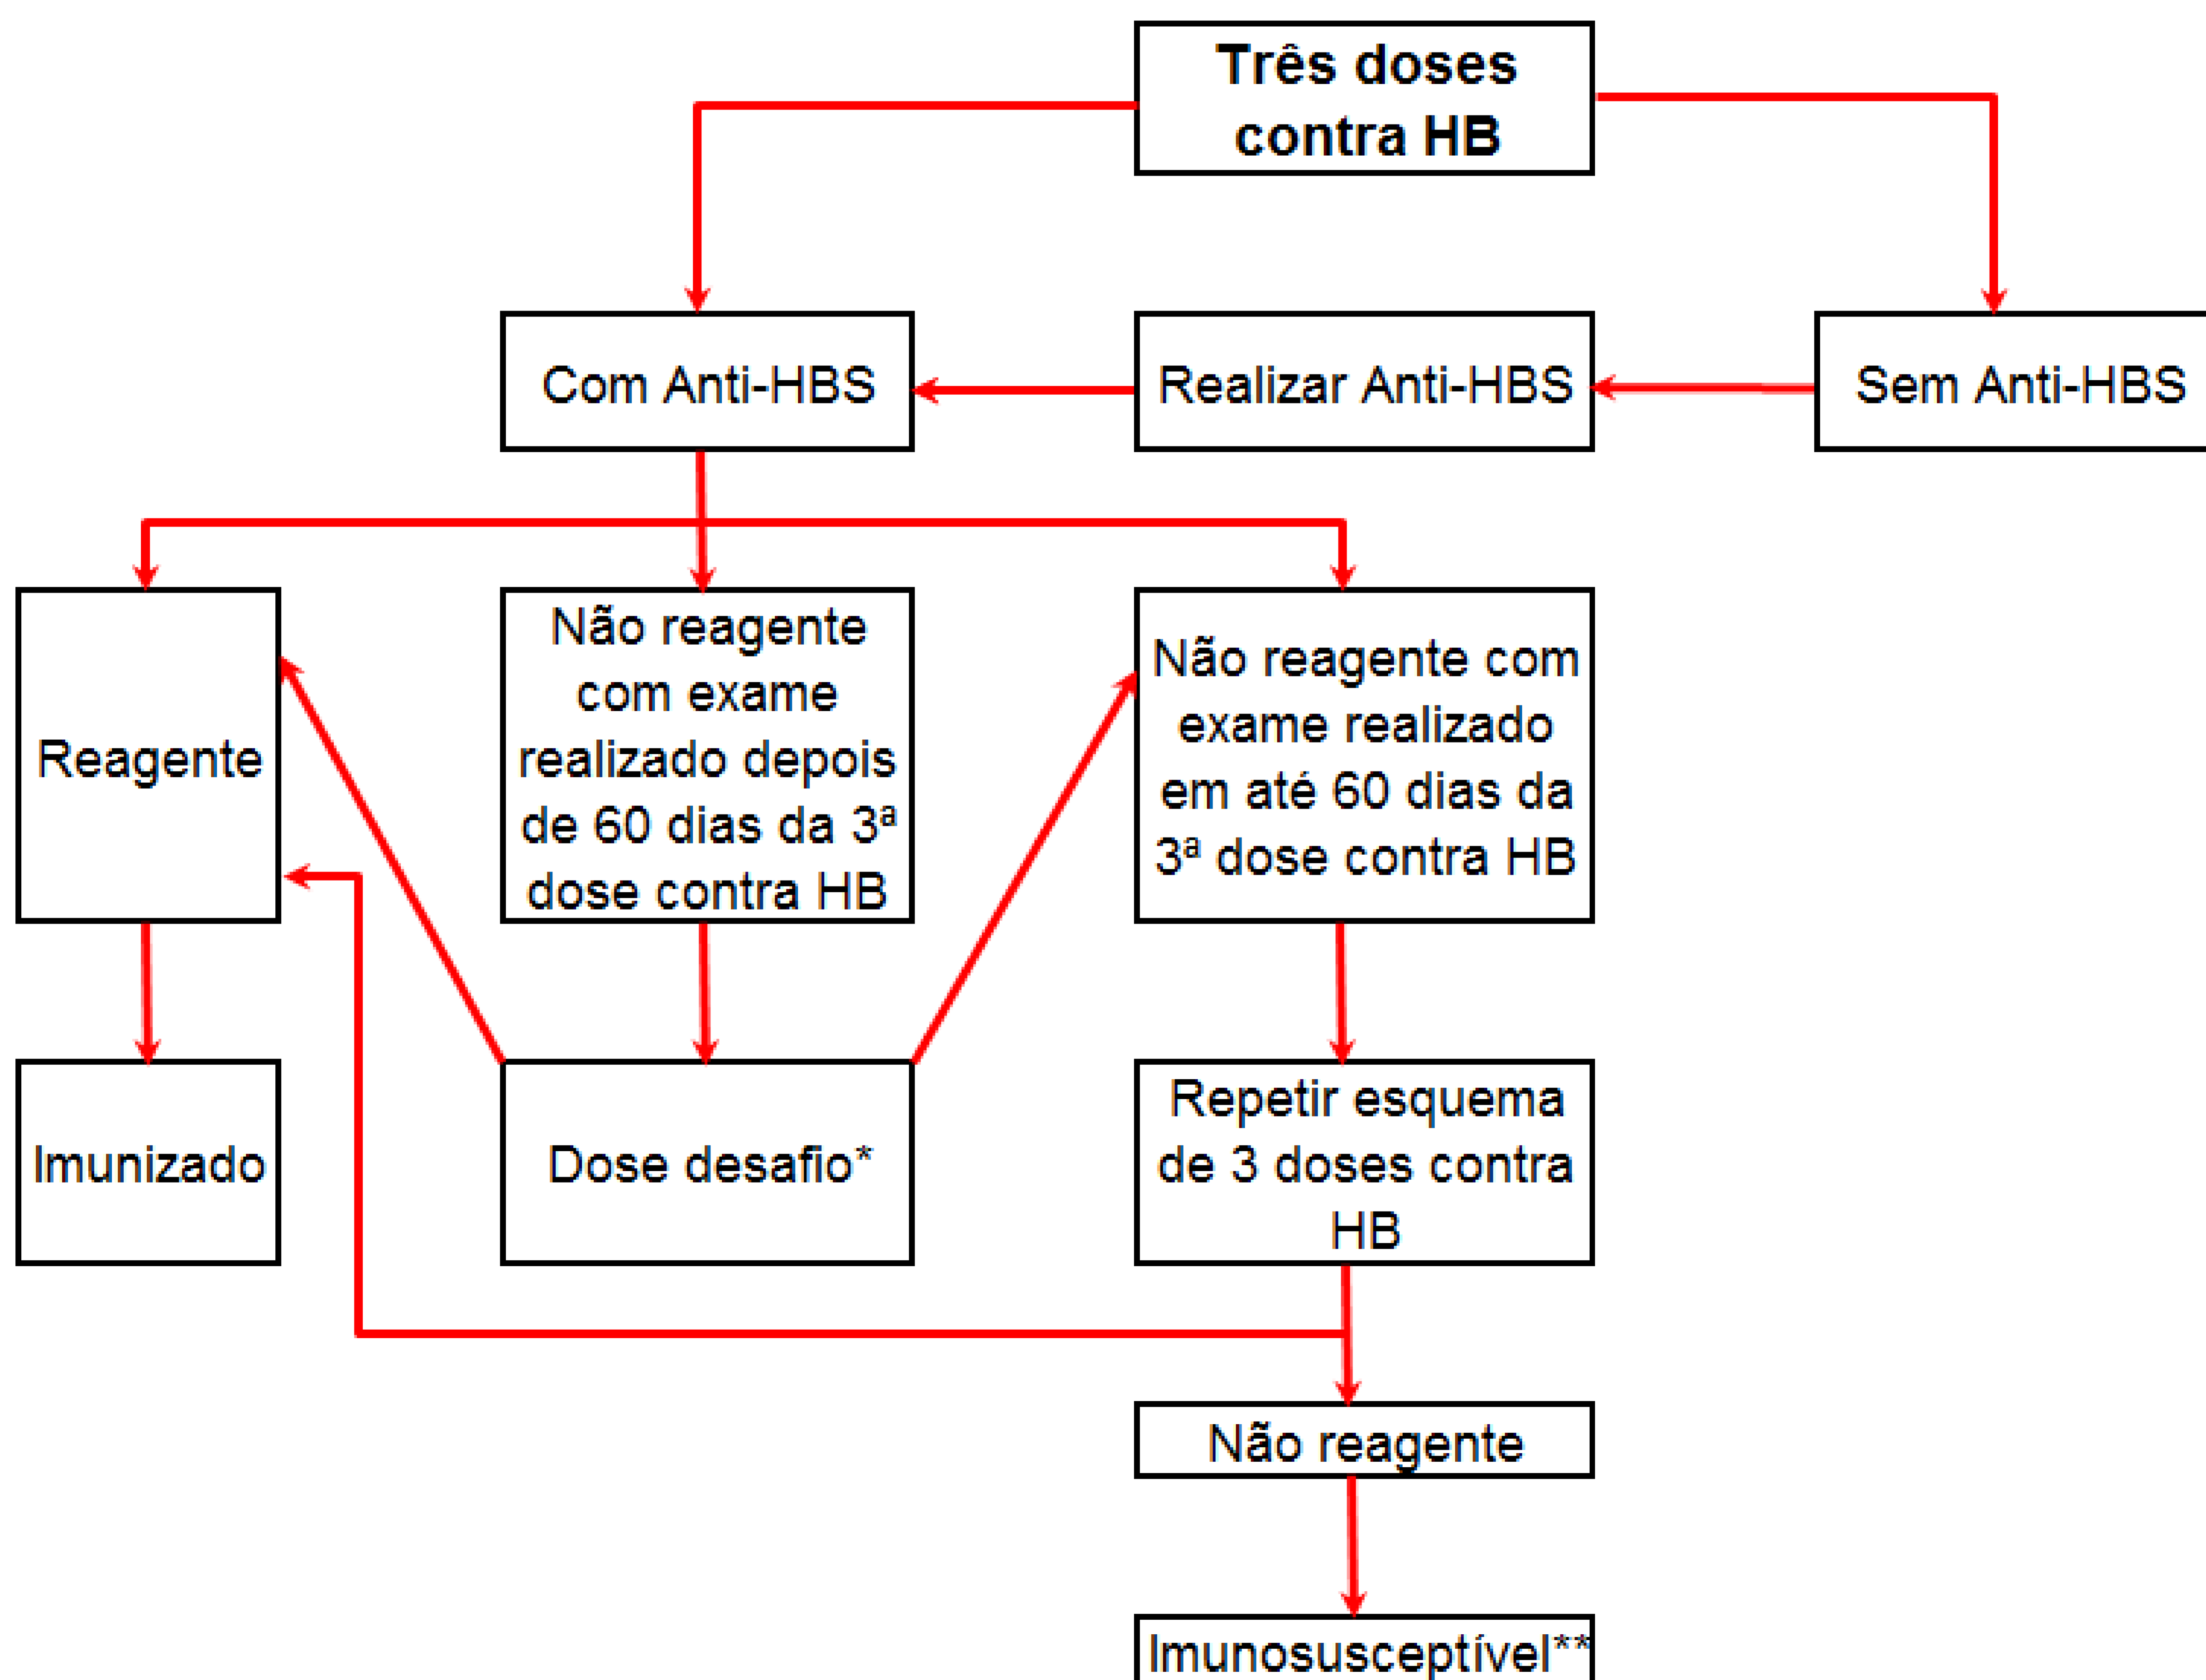 Três doses
contra HB
Com Anti-HBS
Realizar Anti-HBS
Sem Anti-HBS
Reagente
Não reagente
com exame
realizado depois
de 60 dias da 3ª
dose contra HB
Não reagente com
exame realizado
em até 60 dias da
3ª dose contra HB
Imunizado
Dose desafio*
Repetir esquema
de 3 doses contra
HB
Não reagente
Imunosusceptível**